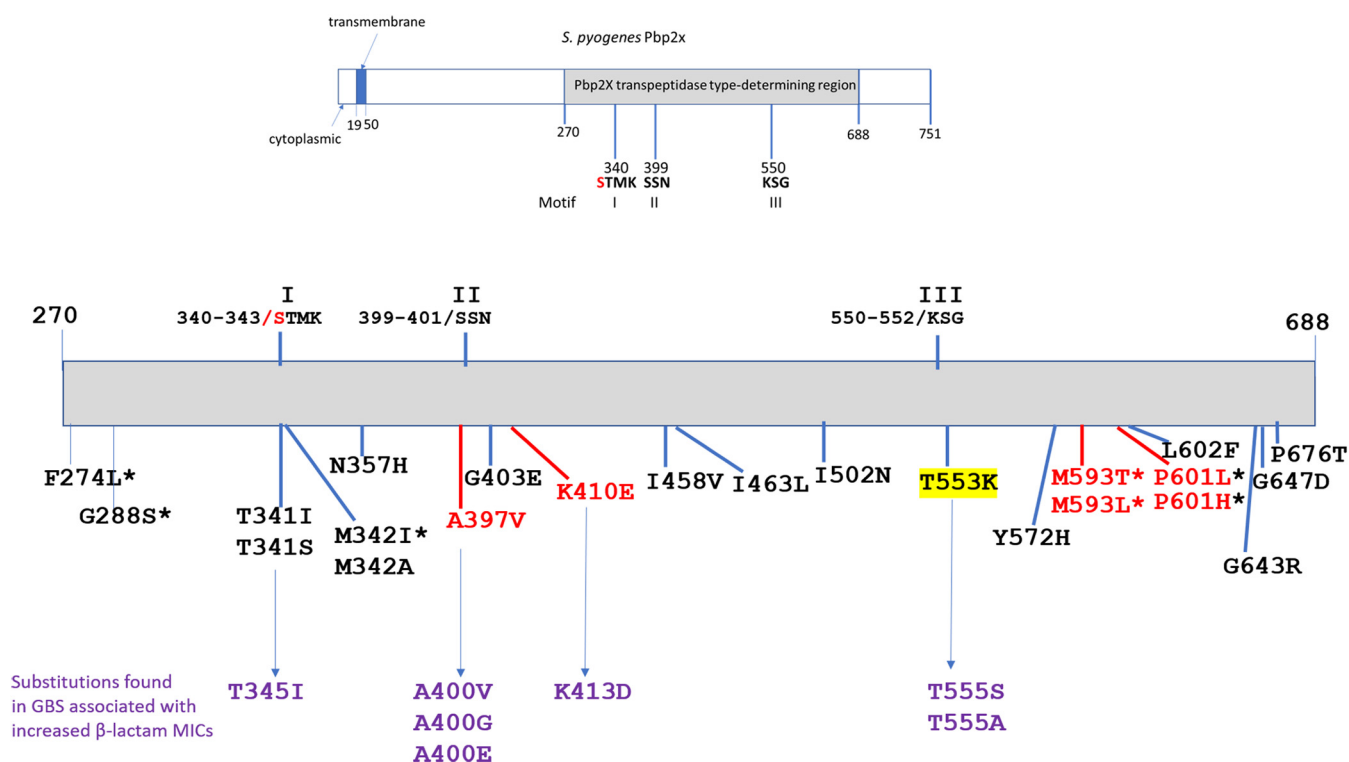 transmembrane
S. pyogenes Pbp2x
Pbp2X transpeptidase type-determining region
cytoplasmic
19 50
270
688
751
340 399 550
STMK SSN KSG
Motif I II III
I II III
270 340-343/STMK 399-401/SSN 550-552/KSG 688
F274L*
G288S*
T341I
T341S
M342I*
M342A
N357H
A397V
G403E
K410E
I458V
I463L
I502N
T553K
Y572H
M593T*
M593L*
P601L*
P601H*
L602F
G643R
G647D
P676T
Substitutions found
in GBS associated with
increased β-lactam MICs
T345I
A400V
A400G
A400E
K413D
T555S
T555A